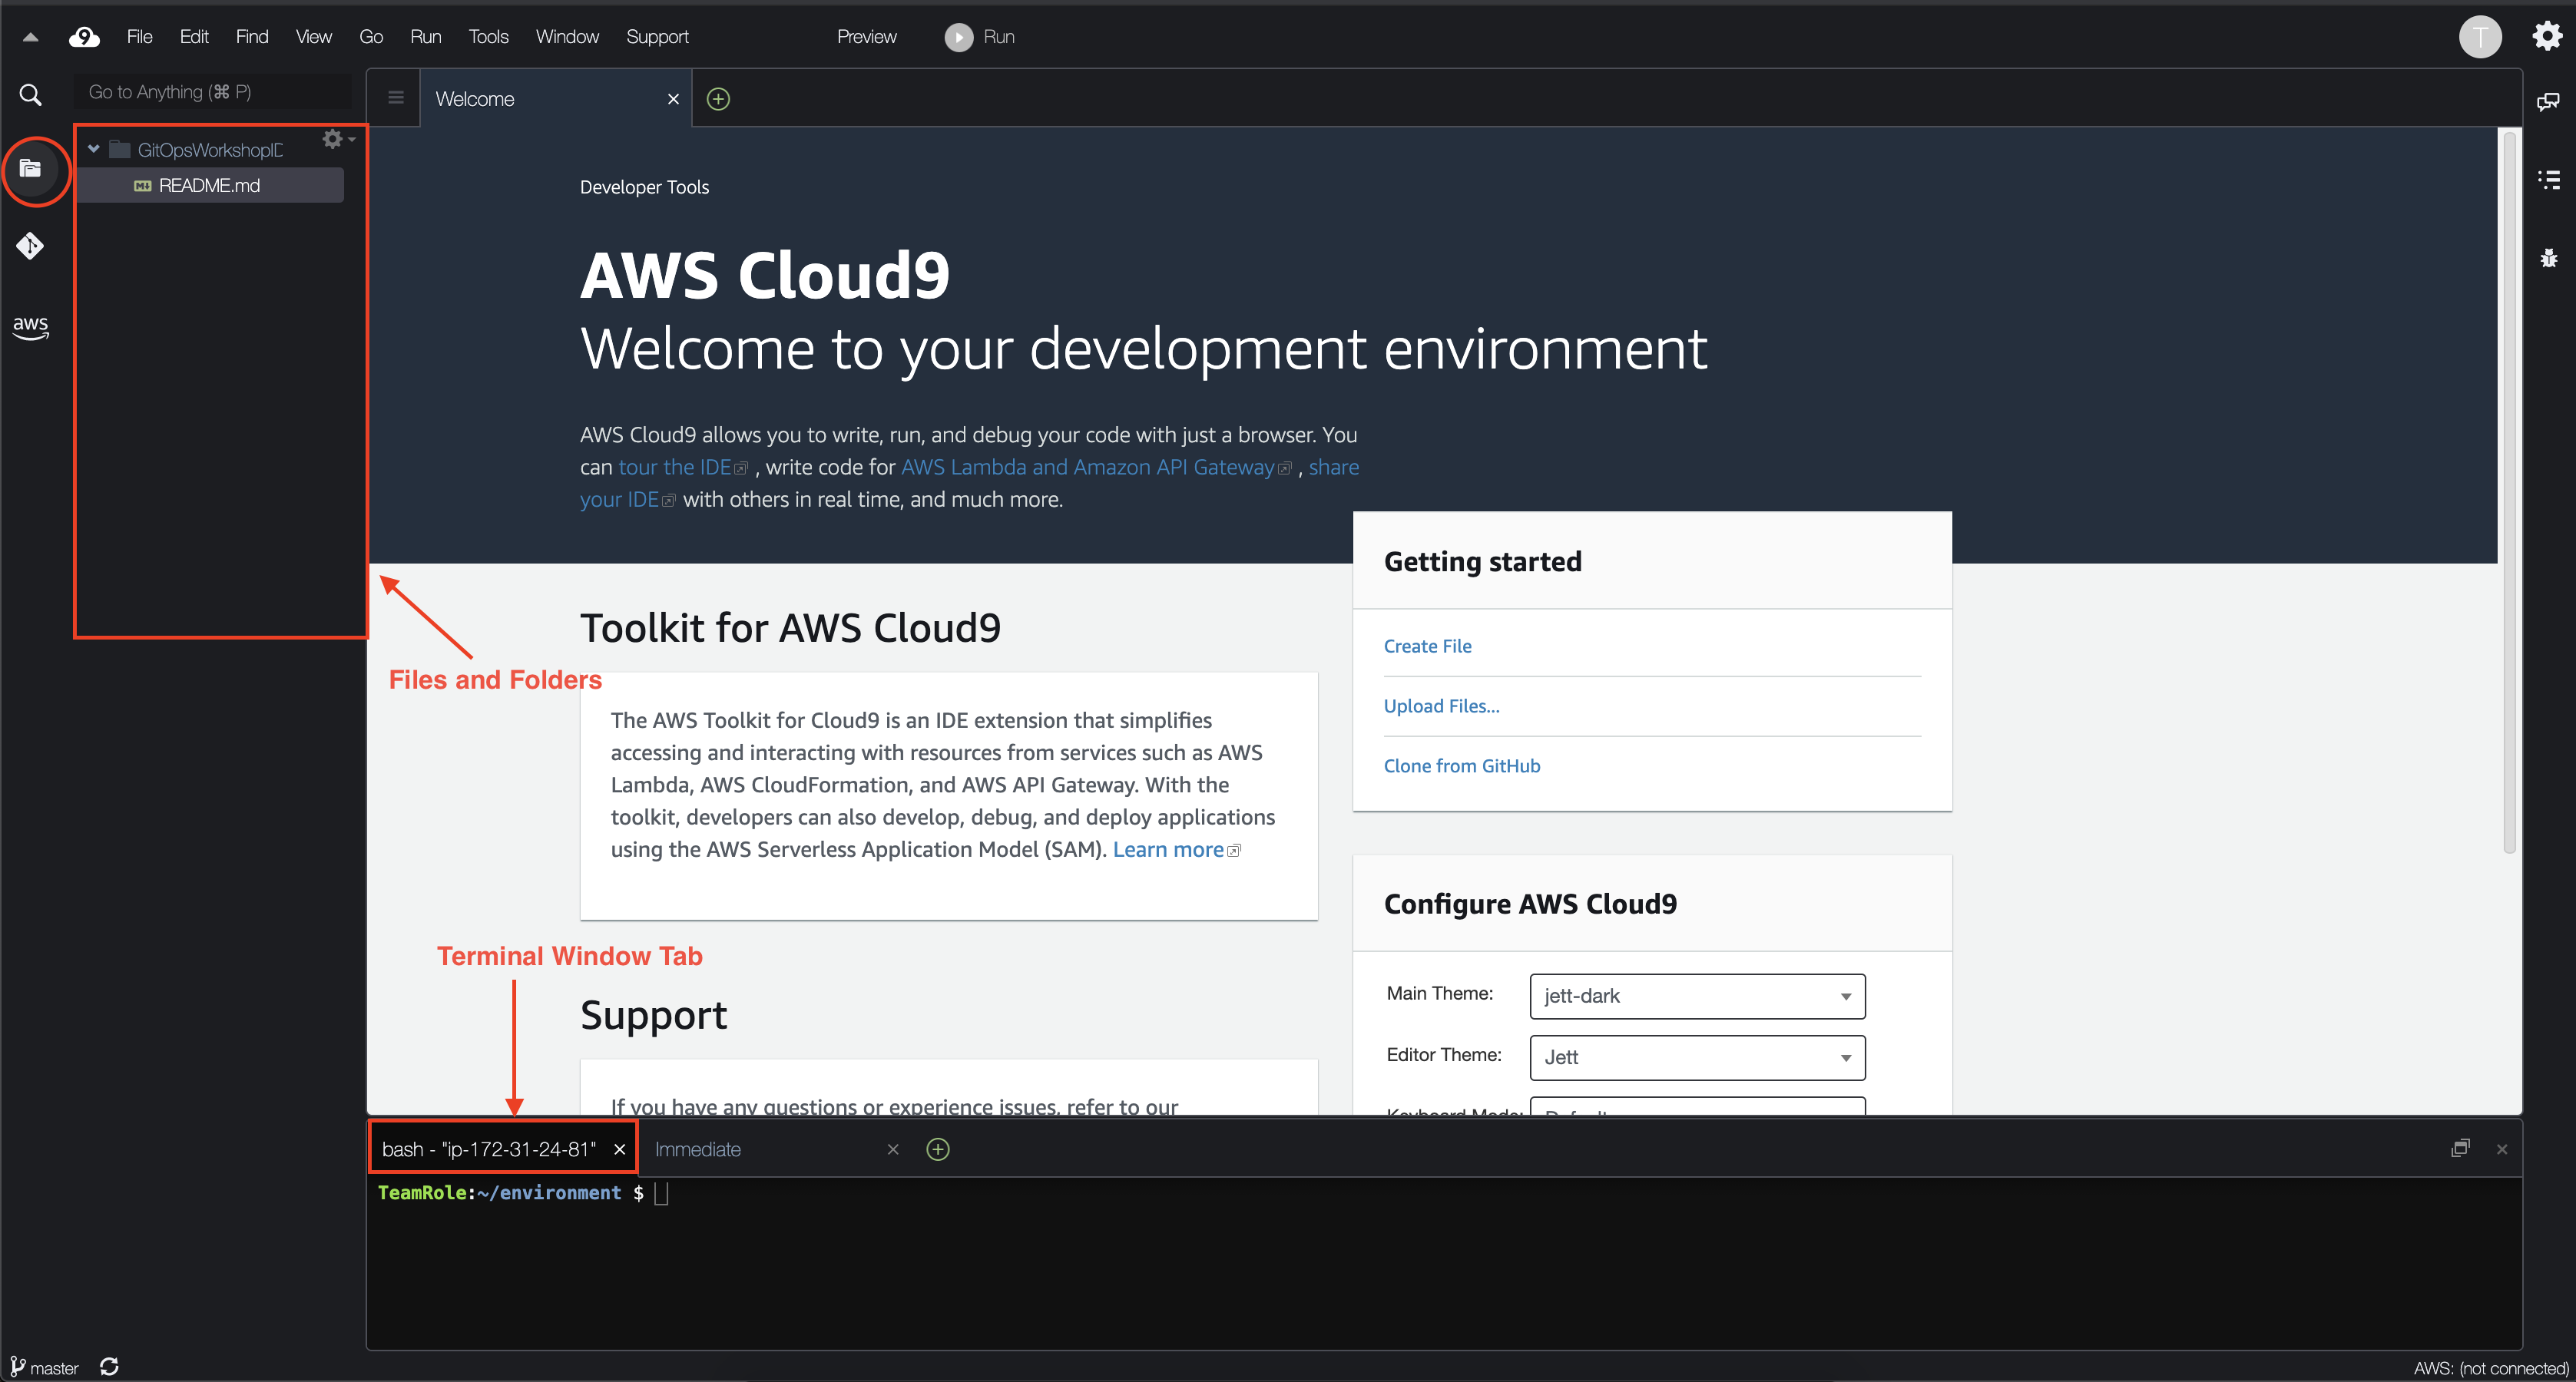 9 File Edit Find View Go Run Tools Window Support Preview Run T
Go to Anything (⌘ P)
Welcome
GitOpsWorkshopID
README.md
aws
Developer Tools
AWS Cloud9
Welcome to your development environment
AWS Cloud9 allows you to write, run, and debug your code with just a browser. You
can tour the IDE , write code for AWS Lambda and Amazon API Gateway , share
your IDE with others in real time, and much more.
Files and Folders
Toolkit for AWS Cloud9
The AWS Toolkit for Cloud9 is an IDE extension that simplifies
accessing and interacting with resources from services such as AWS
Lambda, AWS CloudFormation, and AWS API Gateway. With the
toolkit, developers can also develop, debug, and deploy applications
using the AWS Serverless Application Model (SAM). Learn more
Terminal Window Tab
Support
If you have any questions or experience issues, refer to our
Getting started
Create File
Upload Files...
Clone from GitHub
Configure AWS Cloud9
Main Theme: jett-dark
Editor Theme: Jett
Keyboard Mode: Default
bash - "ip-172-31-24-81" Immediate
TeamRole:~/environment $
master
AWS: (not connected)